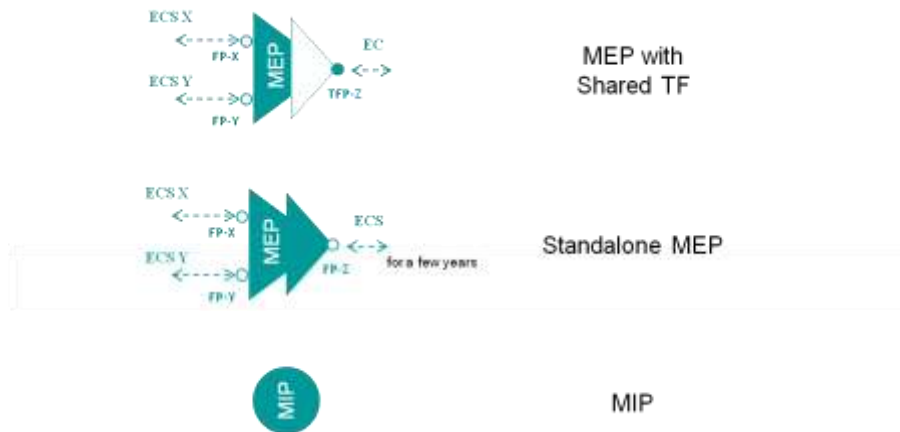 ECS X
FP-X
MEP
EC
ECS Y
TFP-Z
FP-Y
MEP with
Shared TF
ECS X
FP-X
MEP
ECS
ECS Y
FP-Z
for a few years
FP-Y
Standalone MEP
MIP
MIP